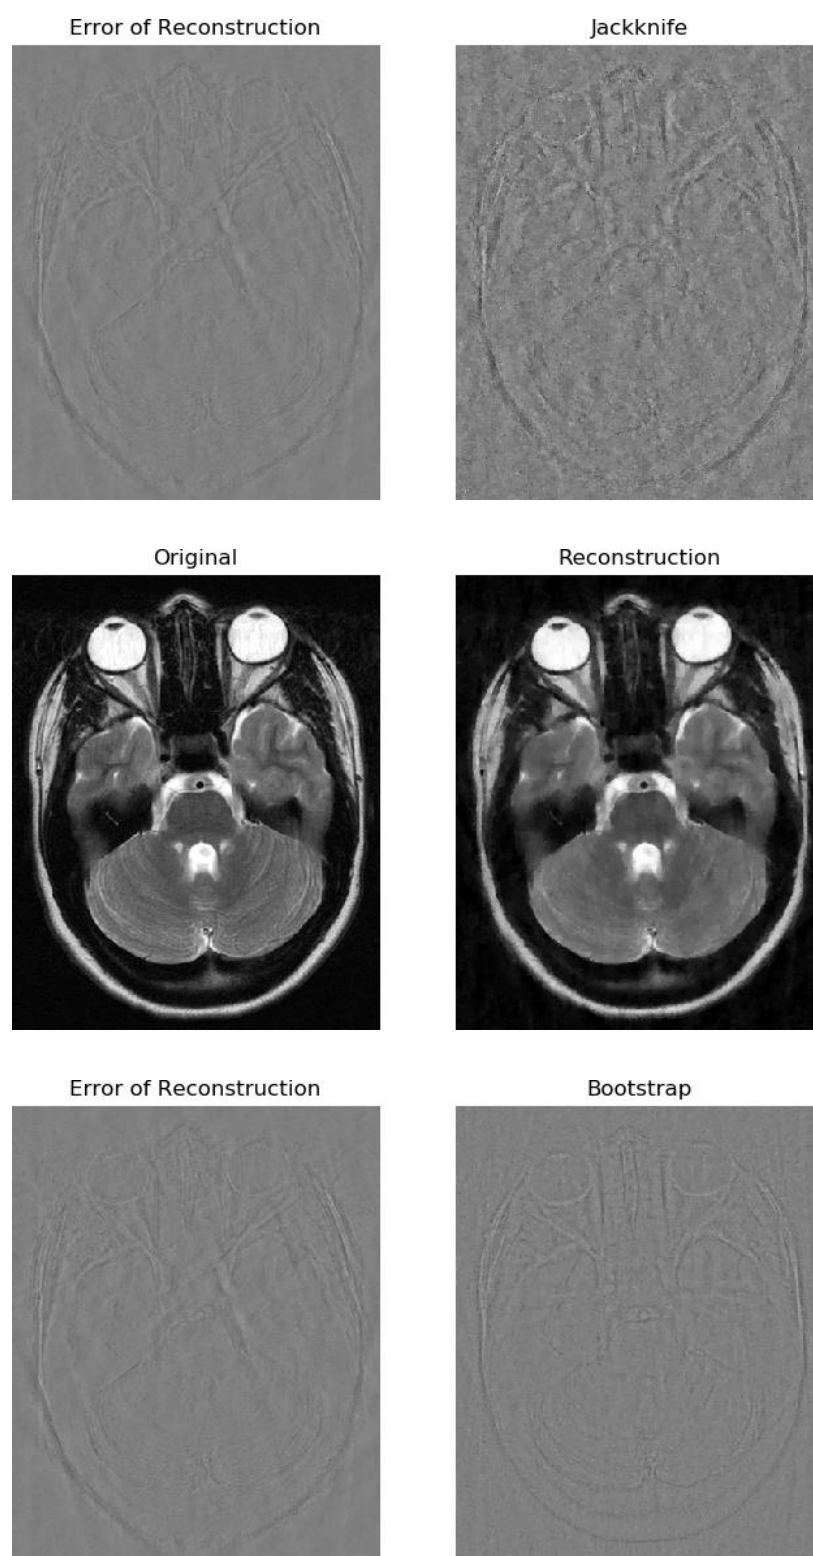 Error of Reconstruction
Jackknife
Original
Reconstruction
Error of Reconstruction
Bootstrap